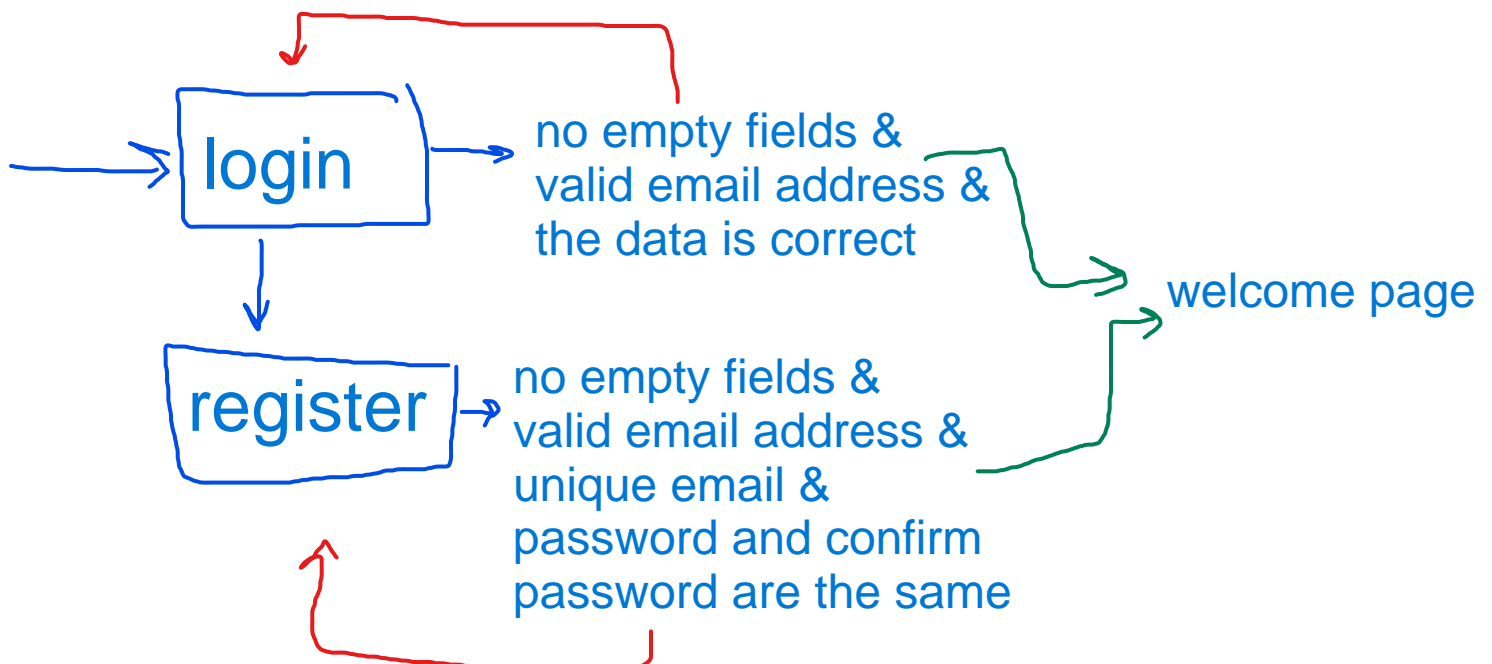 login
no empty fields &
valid email address &
the data is correct
welcome page
register
no empty fields &
valid email address &
unique email &
password and confirm
password are the same